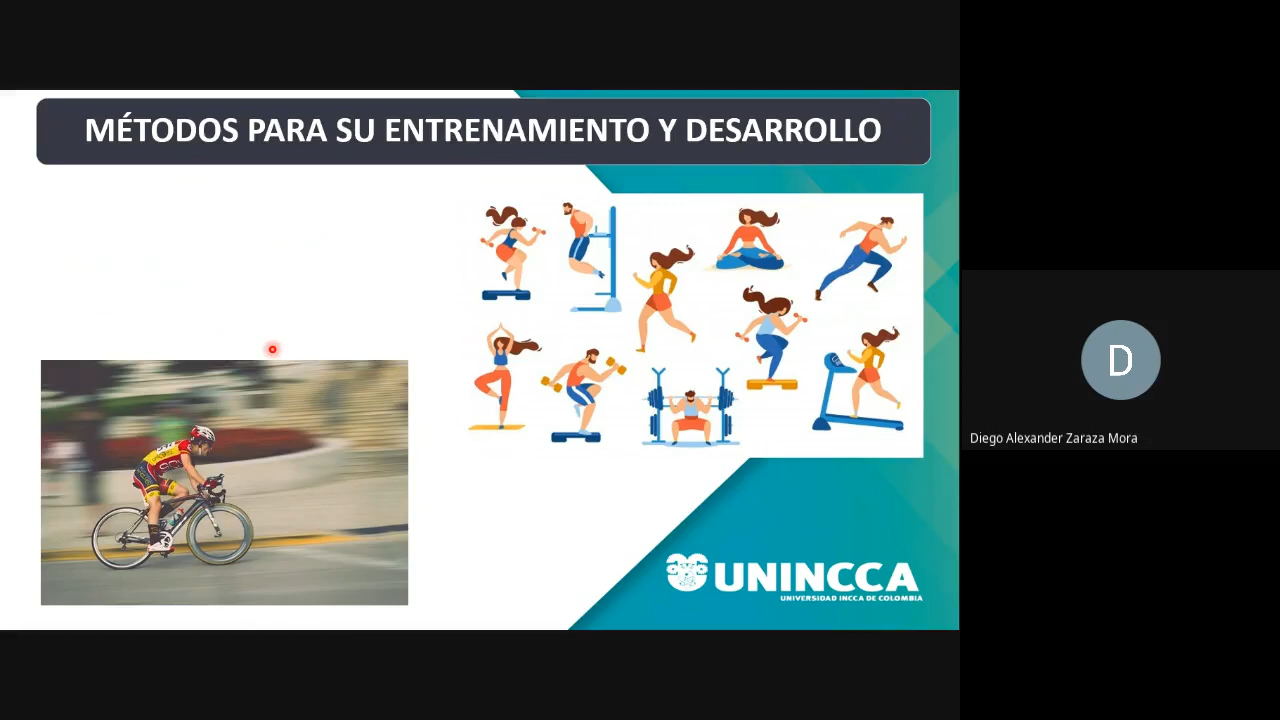 MÉTODOS PARA SU ENTRENAMIENTO Y DESARROLLO
UNINCCA
UNIVERSIDAD INCCA DE COLOMBIA
D
Diego Alexander Zaraza Mora